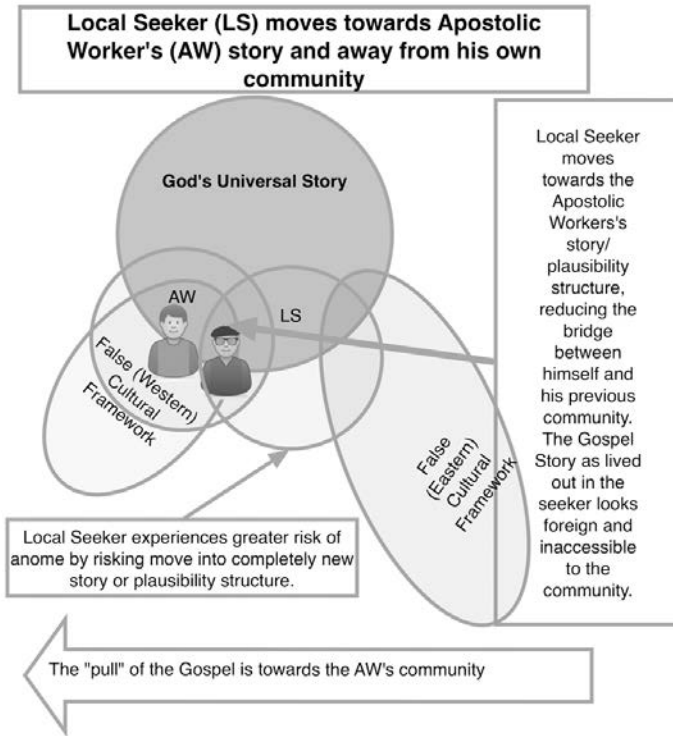 Local Seeker (LS) moves towards Apostolic
Worker's (AW) story and away from his own
community
God's Universal Story
AW
LS
False (Western)
Cultural
Framework
False
(Eastern)
Cultural
Framework
Local Seeker
moves
towards the
Apostolic
Workers's
story/
plausibility
structure,
reducing the
bridge
between
himself and
his previous
community.
The Gospel
Story as lived
out in the
seeker looks
foreign and
inaccessible
to the
community.
Local Seeker experiences greater risk of
anome by risking move into completely new
story or plausibility structure.
The "pull" of the Gospel is towards the AW's community